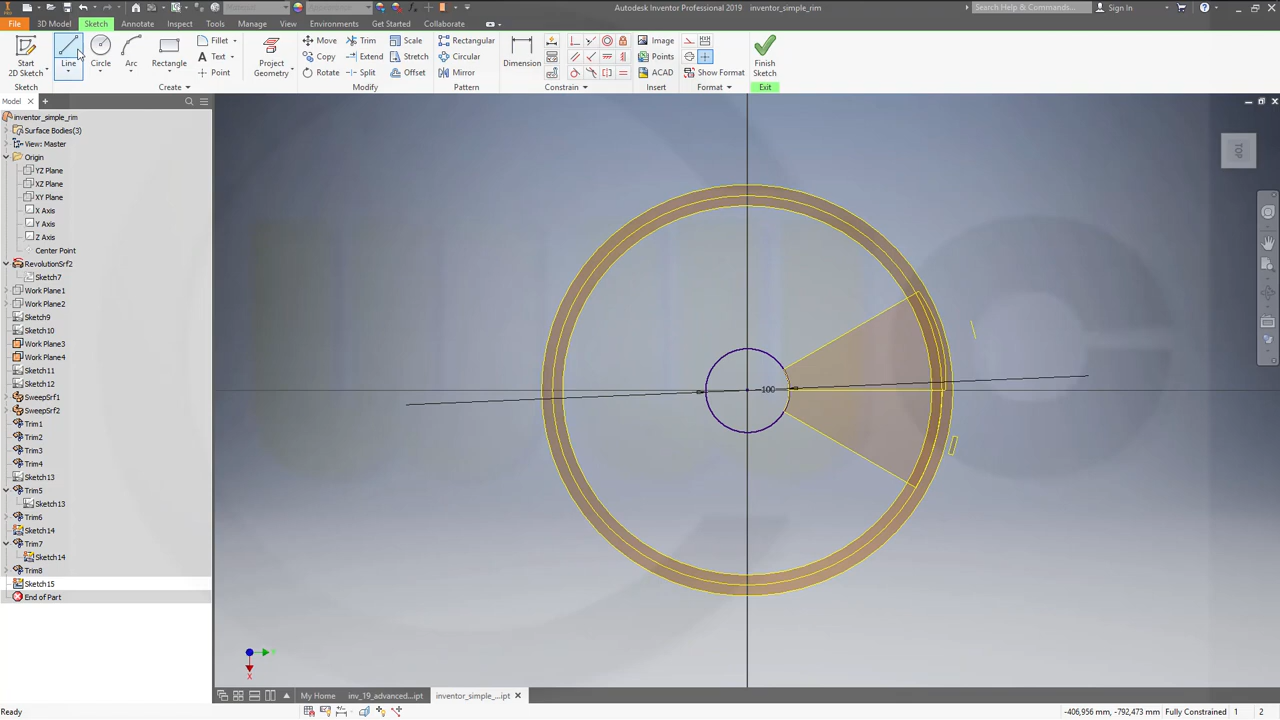 Autodesk Inventor Professional 2019 inventor_simple_rim
Search Help & Commands...
Sign In
File 3D Model Sketch Annotate Inspect Tools Manage View Environments Get Started Collaborate
Start
2D Sketch
Line
Circle
Arc
Rectangle
Fillet
Text
Point
Project
Geometry
Move
Copy
Rotate
Trim
Extend
Split
Scale
Stretch
Offset
Rectangular
Circular
Mirror
Dimension
Image
Points
ACAD
Show Format
Finish
Sketch
Sketch Create Modify Pattern Constrain Insert Format Exit
Model
inventor_simple_rim
Surface Bodies(3)
View: Master
Origin
YZ Plane
XZ Plane
XY Plane
X Axis
Y Axis
Z Axis
Center Point
RevolutionSrf2
Sketch7
Work Plane1
Work Plane2
Sketch9
Sketch10
Work Plane3
Work Plane4
Sketch11
Sketch12
SweepSrf1
SweepSrf2
Trim1
Trim2
Trim3
Trim4
Sketch13
Trim5
Sketch13
Trim6
Sketch14
Trim7
Sketch14
Trim8
Sketch15
End of Part
TOP
100
X
My Home inv_19_advanced...ipt inventor_simple_...ipt
Ready
-406,956 mm, -792,473 mm Fully Constrained 1 2